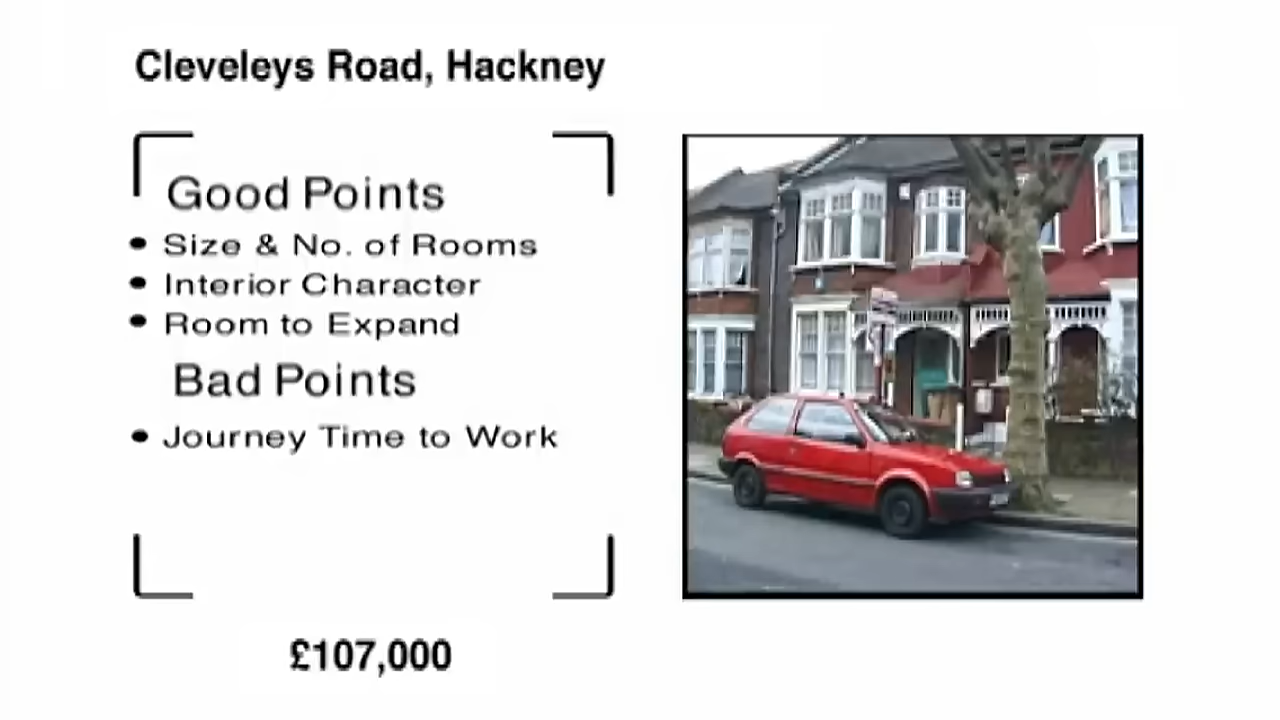 Cleveleys Road, Hackney
Good Points
• Size & No. of Rooms
• Interior Character
• Room to Expand
Bad Points
• Journey Time to Work
£107,000